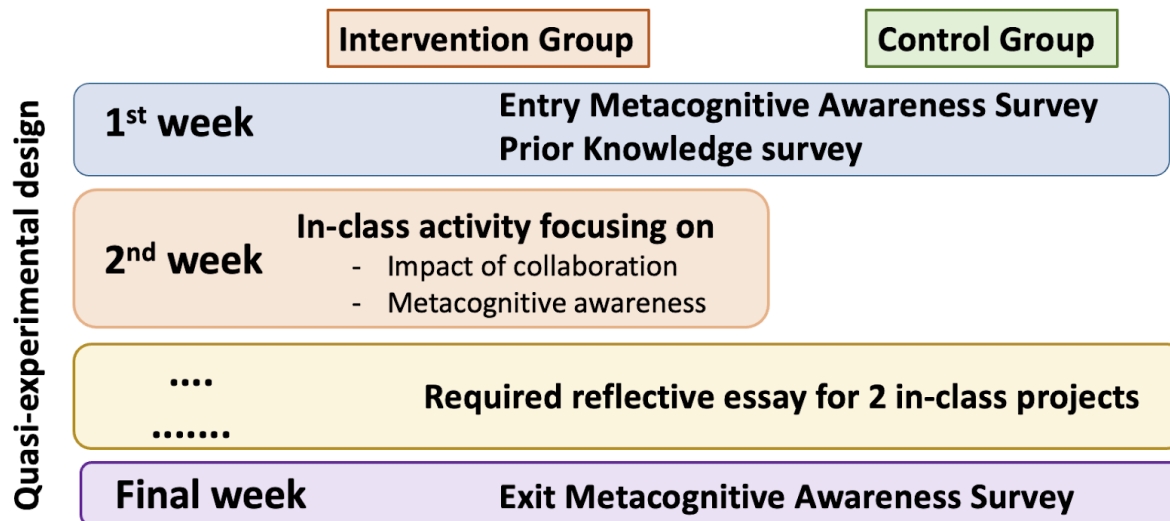 Intervention Group
Control Group
Quasi-experimental design
1st week
Entry Metacognitive Awareness Survey
Prior Knowledge survey
2nd week
In-class activity focusing on
- Impact of collaboration
- Metacognitive awareness
....
.......
Required reflective essay for 2 in-class projects
Final week
Exit Metacognitive Awareness Survey